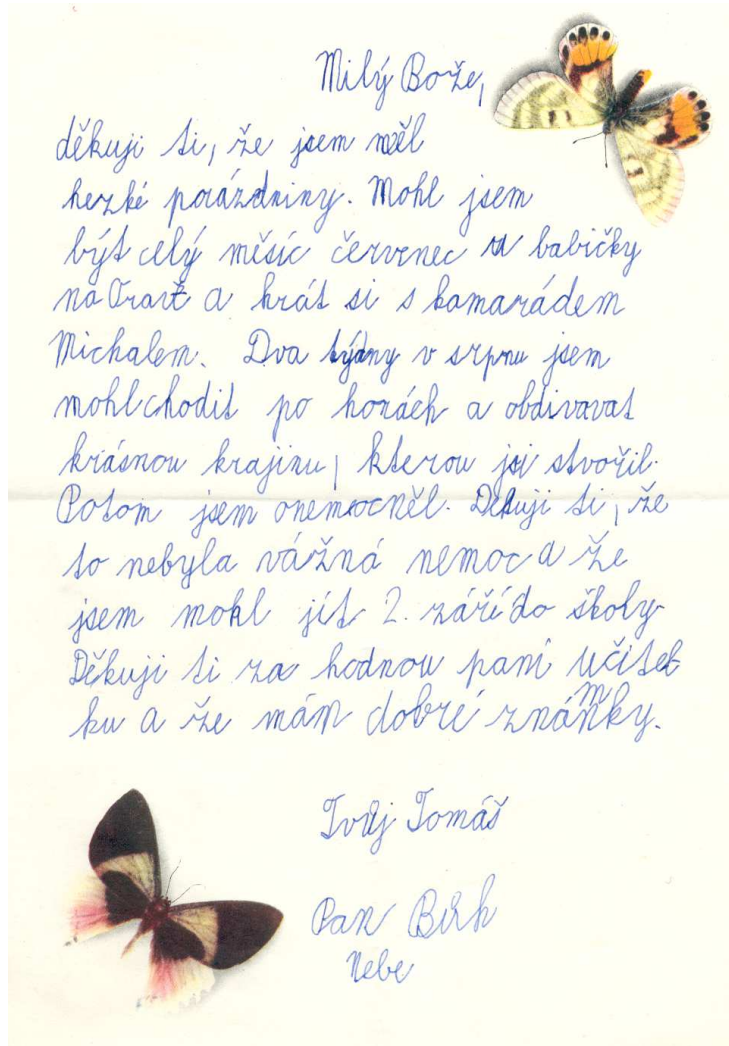 Milý Bože,
děkuji ti, že jsem měl
hezké prázdniny. Mohl jsem
být celý měsíc červenec u babičky
na a hrát si s kamarádem
Michalem. Dva týdny v srpnu jsem
mohl chodit po horách a obdivavat
krásnou krajinu, kterou jsi stvořil.
Potom jsem onemocněl. Děkuji ti, že
to nebyla vážná nemoc a že
jsem mohl jít 2. září do školy
Děkuji ti za hodnou paní učitel-
ku a že mám dobré známky.
Tvůj Tomáš
Pan Bůh
Nebe